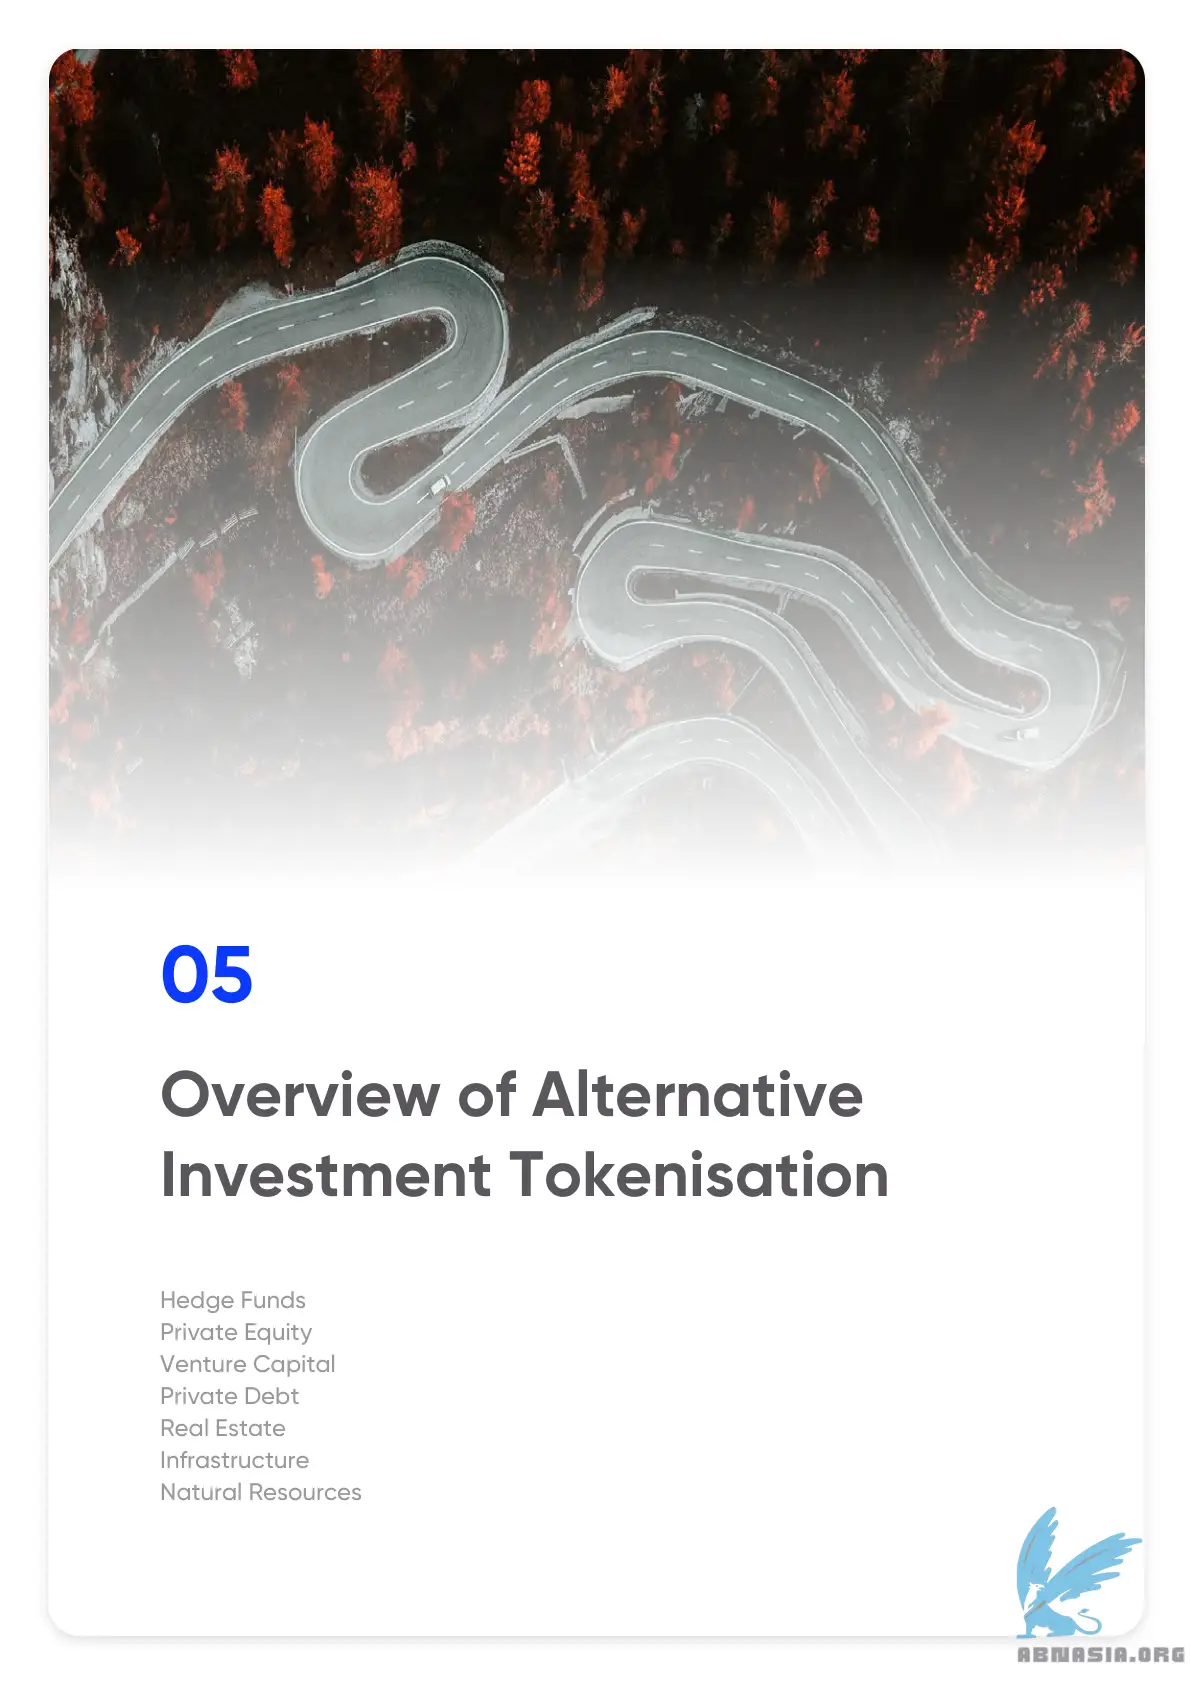 05
Overview of Alternative
Investment Tokenisation
Hedge Funds
Private Equity
Venture Capital
Private Debt
Real Estate
Infrastructure
Natural Resources
ABNASIA.ORG